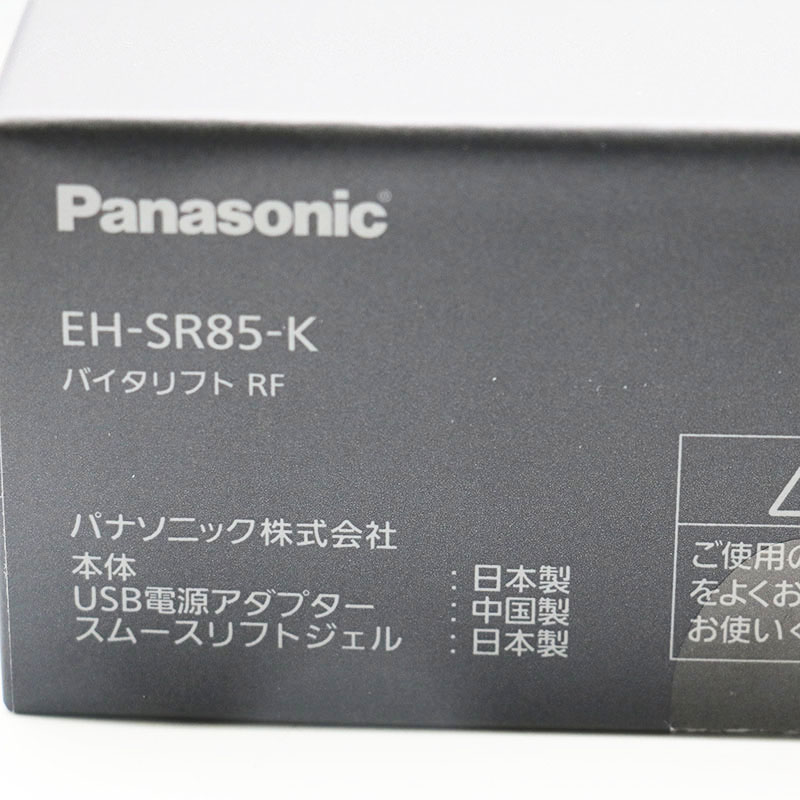 Panasonic®
EH-SR85-K
バイタリフト RF
パナソニック株式会社
本体 : 日本製
USB電源アダプター : 中国製
スムースリフトジェル : 日本製
ご使用の
をよくお
お使いく